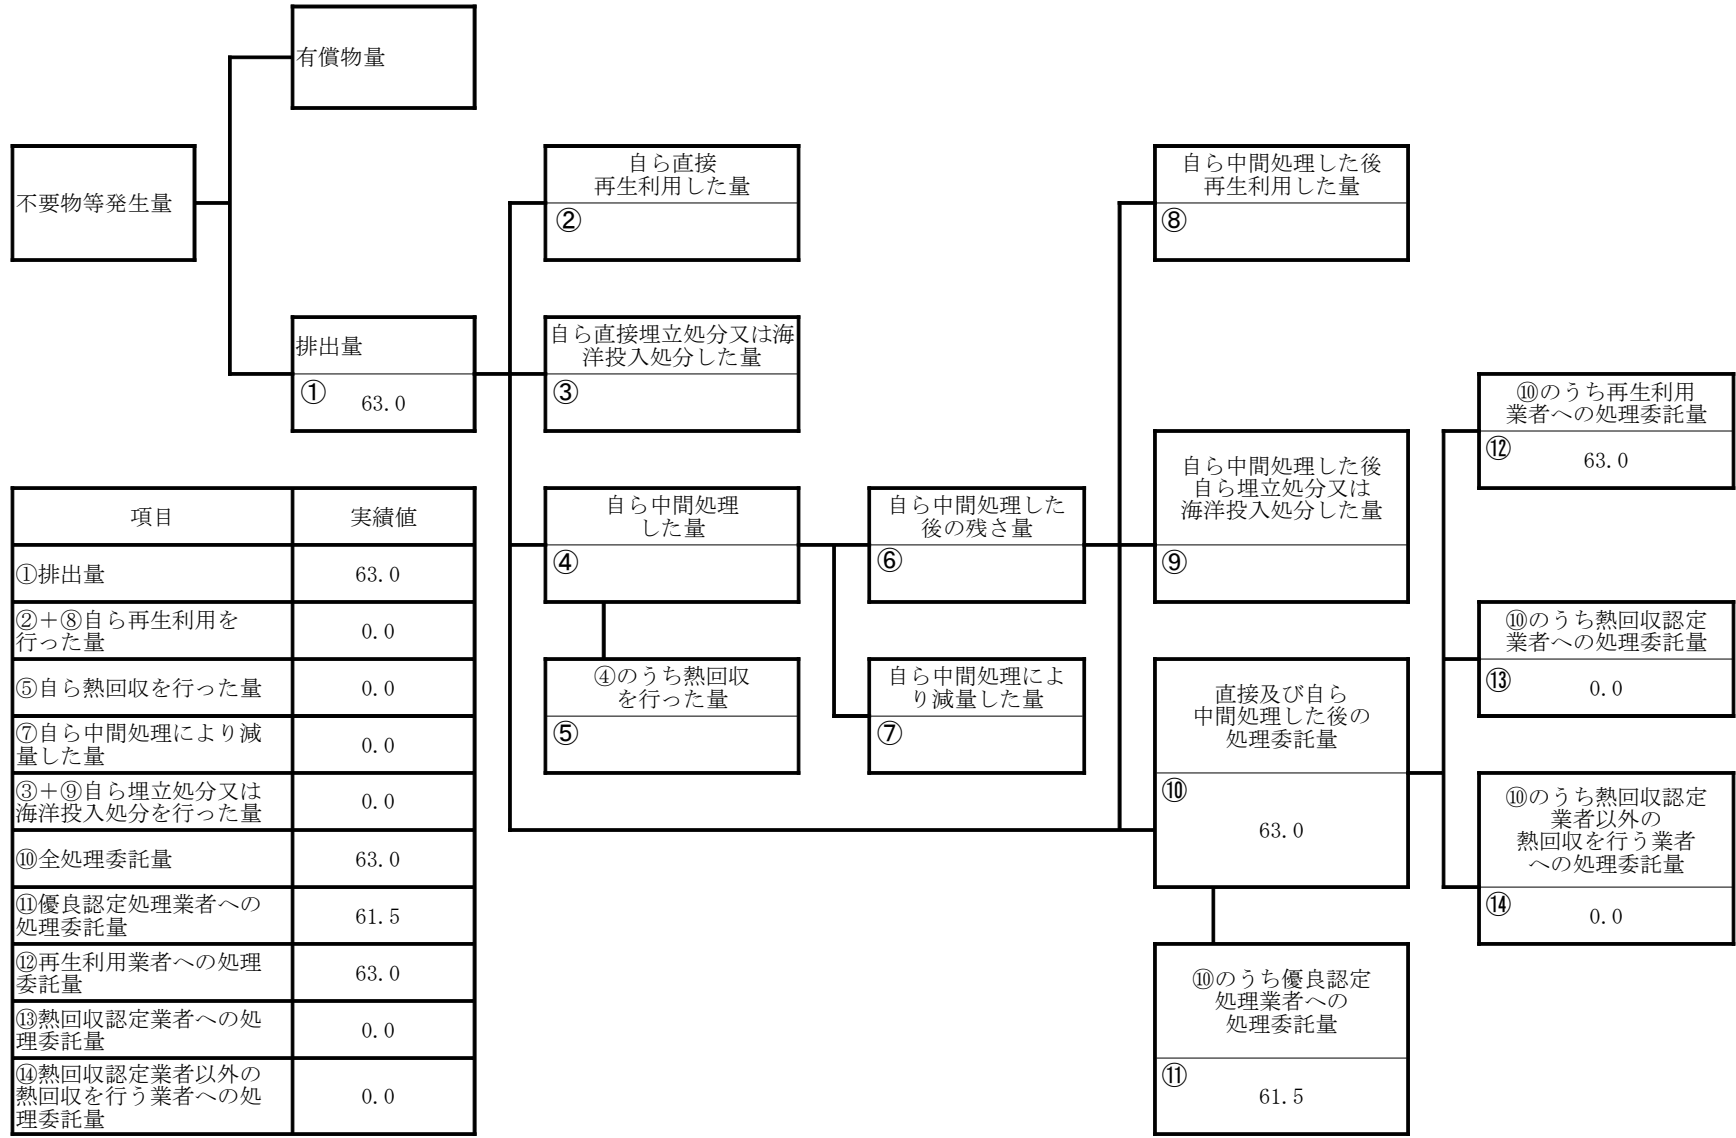 有償物量
不要物等発生量
自ら直接
再生利用した量
②
自ら中間処理した後
再生利用した量
⑧
排出量
①
63.0
自ら直接埋立処分又は海
洋投入処分した量
③
⑩のうち再生利用
業者への処理委託量
⑫
63.0
自ら中間処理
した量
④
自ら中間処理した
後の残さ量
⑥
自ら中間処理した後
自ら埋立処分又は
海洋投入処分した量
⑨
⑩のうち熱回収認定
業者への処理委託量
⑬
0.0
④のうち熱回収
を行った量
⑤
自ら中間処理によ
り減量した量
⑦
直接及び自ら
中間処理した後の
処理委託量
⑩
63.0
⑩のうち熱回収認定
業者以外の
熱回収を行う業者
への処理委託量
⑭
0.0
⑩のうち優良認定
処理業者への
処理委託量
⑪
61.5
項目 実績値
①排出量 63.0
②＋⑧自ら再生利用を
行った量 0.0
⑤自ら熱回収を行った量 0.0
⑦自ら中間処理により減
量した量 0.0
③＋⑨自ら埋立処分又は
海洋投入処分を行った量 0.0
⑩全処理委託量 63.0
⑪優良認定処理業者への
処理委託量 61.5
⑫再生利用業者への処理
委託量 63.0
⑬熱回収認定業者への処
理委託量 0.0
⑭熱回収認定業者以外の
熱回収を行う業者への処
理委託量 0.0